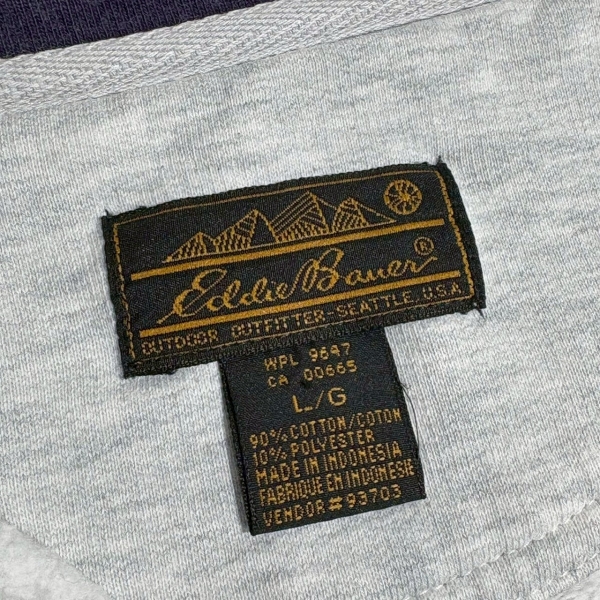 Eddie Bauer®
OUTDOOR OUTFITTER-SEATTLE, U.S.A.
WPL 9647
CA 00665
L/G
90% COTTON/COTON
10% POLYESTER
MADE IN INDONESIA
FABRIQUE EN INDONESIE
VENDOR #93703